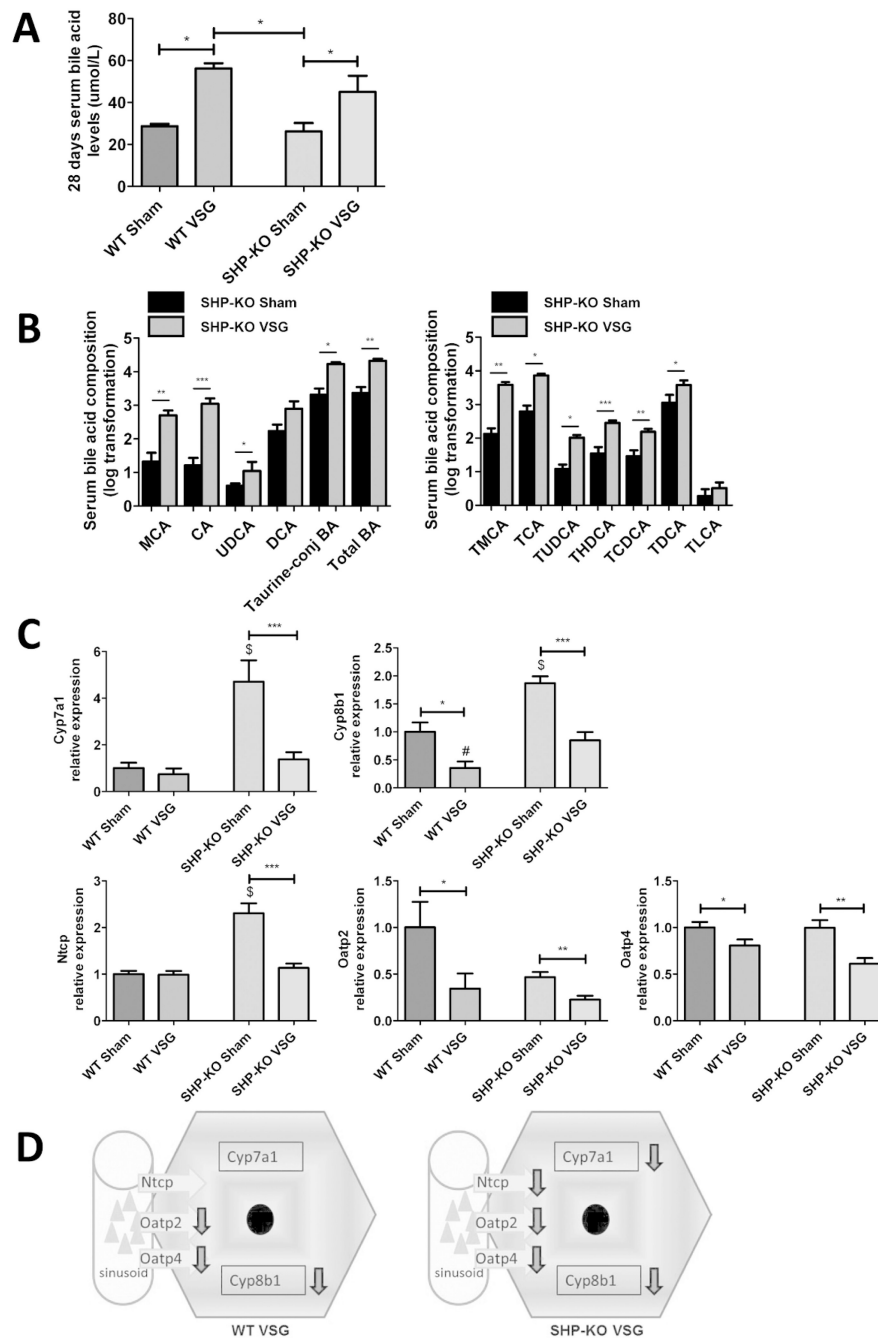 A
28 days serum bile acid
levels (umol/L)
80
60
40
20
0
*
*
*
WT Sham
WT VSG
SHP-KO Sham
SHP-KO VSG
B
SHP-KO Sham
SHP-KO VSG
Serum bile acid composition
(log transformation)
5
4
3
2
1
0
**
***
*
*
**
MCA
CA
UDCA
DCA
Taurine-conj BA
Total BA
SHP-KO Sham
SHP-KO VSG
Serum bile acid composition
(log transformation)
5
4
3
2
1
0
**
*
*
***
**
*
TMCA
TCA
TUDCA
THDCA
TCDCA
TDCA
TLCA
C
Cyp7a1
relative expression
6
4
2
0
$
***
WT Sham
WT VSG
SHP-KO Sham
SHP-KO VSG
Cyp8b1
relative expression
2.5
2.0
1.5
1.0
0.5
0.0
*
#
$
***
WT Sham
WT VSG
SHP-KO Sham
SHP-KO VSG
Ntcp
relative expression
3
2
1
0
$
***
WT Sham
WT VSG
SHP-KO Sham
SHP-KO VSG
Oatp2
relative expression
1.5
1.0
0.5
0.0
*
**
WT Sham
WT VSG
SHP-KO Sham
SHP-KO VSG
Oatp4
relative expression
1.5
1.0
0.5
0.0
*
**
WT Sham
WT VSG
SHP-KO Sham
SHP-KO VSG
D
Cyp7a1
Ntcp
Oatp2
Oatp4
sinusoid
Cyp8b1
WT VSG
Cyp7a1
Ntcp
Oatp2
Oatp4
sinusoid
Cyp8b1
SHP-KO VSG